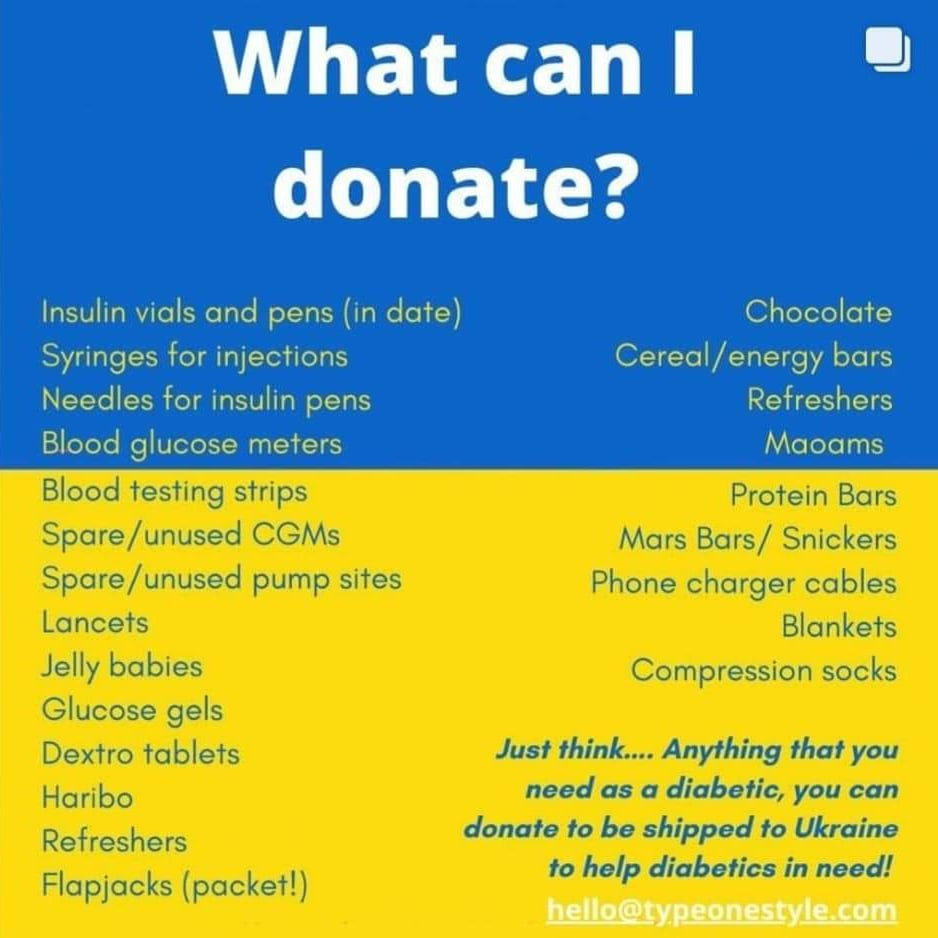 What can I
donate?
Insulin vials and pens (in date)
Syringes for injections
Needles for insulin pens
Blood glucose meters
Blood testing strips
Spare/unused CGMs
Spare/unused pump sites
Lancets
Jelly babies
Glucose gels
Dextro tablets
Haribo
Refreshers
Flapjacks (packet!)
Chocolate
Cereal/energy bars
Refreshers
Maoams
Protein Bars
Mars Bars/ Snickers
Phone charger cables
Blankets
Compression socks
Just think.... Anything that you
need as a diabetic, you can
donate to be shipped to Ukraine
to help diabetics in need!
hello@typeonestyle.com